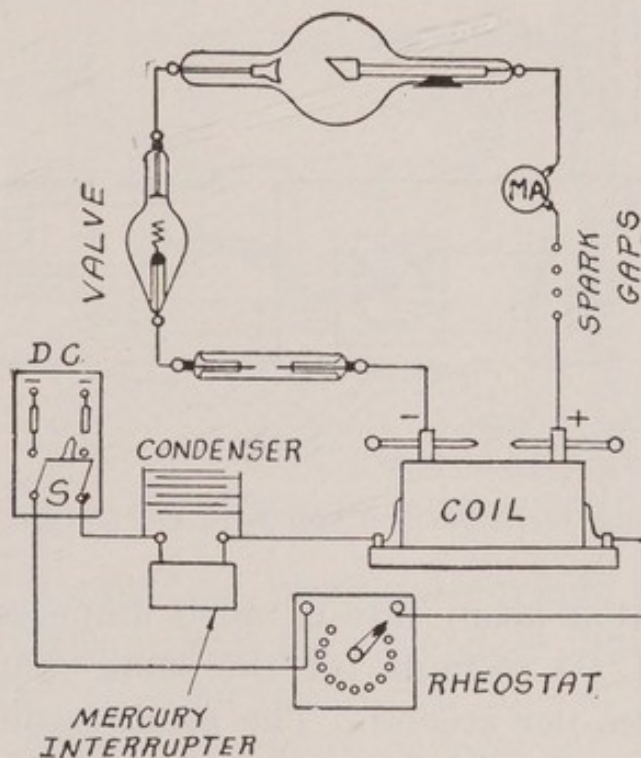 MA
VALVE
SPARK
GAPS
D C
- +
CONDENSER
S
COIL
RHEOSTAT
MERCURY
INTERRUPTER